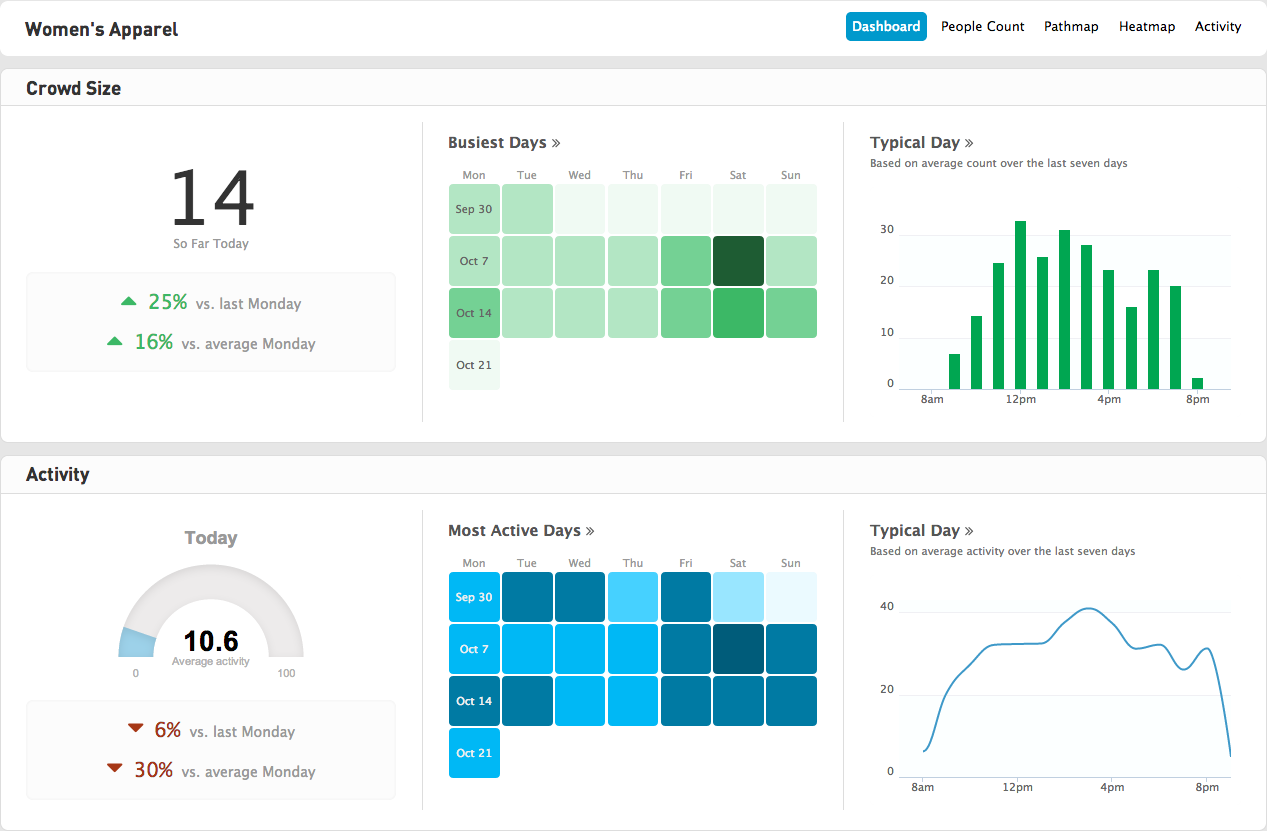 Women's Apparel
Dashboard People Count Pathmap Heatmap Activity
Crowd Size
14
So Far Today
25% vs. last Monday
16% vs. average Monday
Busiest Days »
Mon Tue Wed Thu Fri Sat Sun
Sep 30
Oct 7
Oct 14
Oct 21
Typical Day »
Based on average count over the last seven days
30
20
10
0
8am 12pm 4pm 8pm
Activity
Today
10.6
Average activity
0 100
6% vs. last Monday
30% vs. average Monday
Most Active Days »
Mon Tue Wed Thu Fri Sat Sun
Sep 30
Oct 7
Oct 14
Oct 21
Typical Day »
Based on average activity over the last seven days
40
20
0
8am 12pm 4pm 8pm